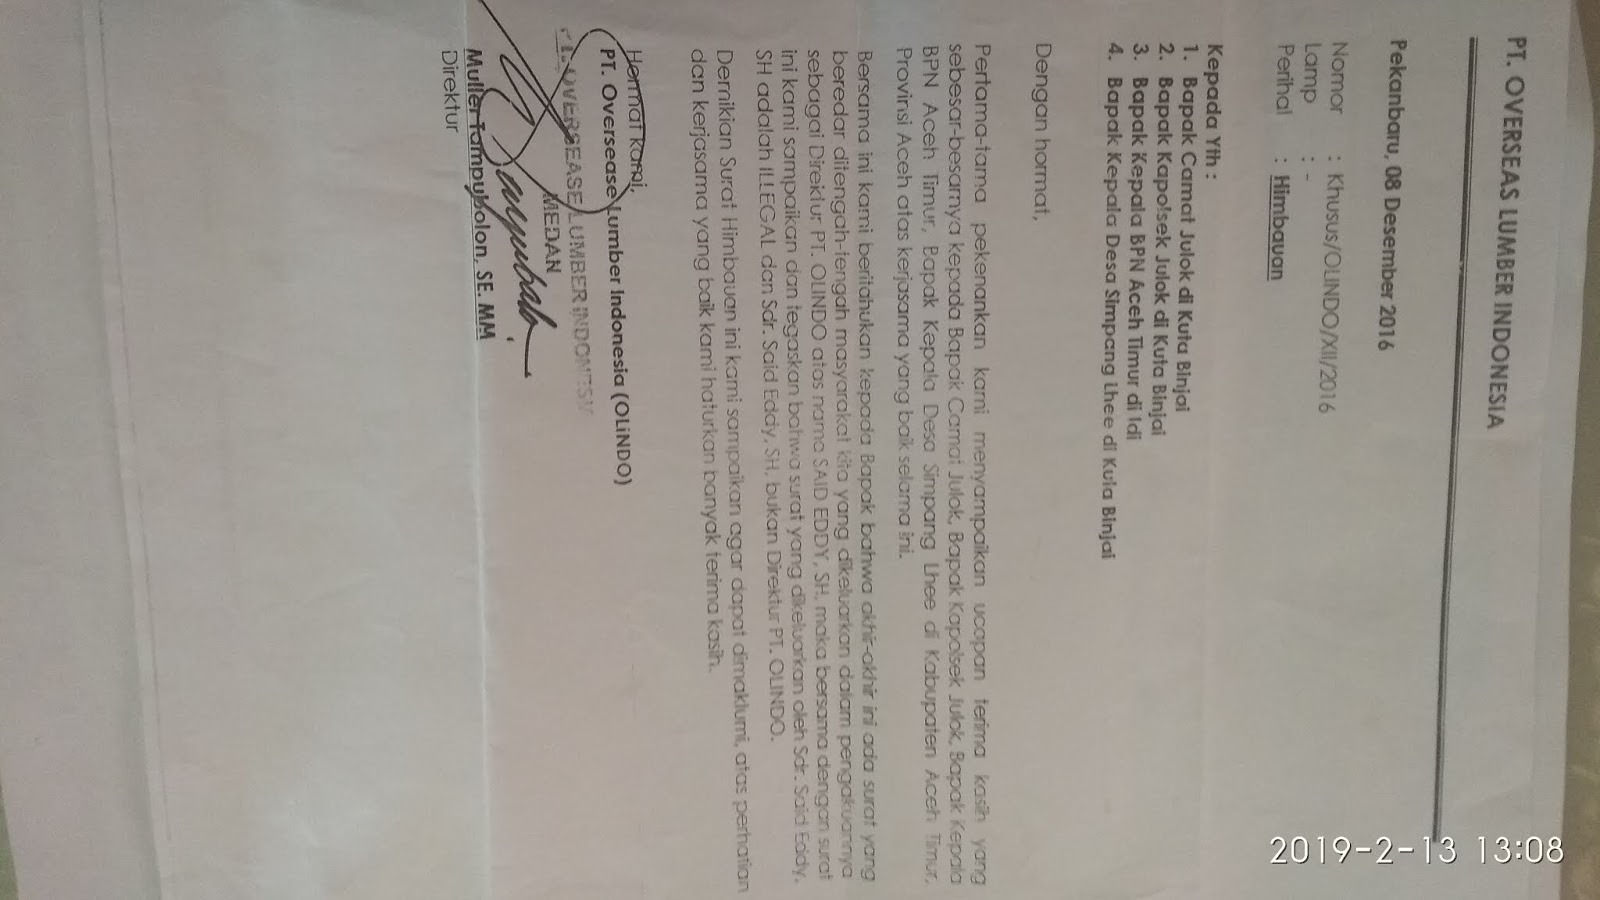 PT. OVERSEAS LUMBER INDONESIA
Pekanbaru, 08 Desember 2016
Nomor : Khusus/OLINDO/XII/2016
Lamp : -
Perihal : Himbauan
Kepada Yth :
1. Bapak Camat Julok di Kuta Binjai
2. Bapak Kapolsek Julok di Kuta Binjai
3. Bapak Kepala BPN Aceh Timur di Idi
4. Bapak Kepala Desa Simpang Lhee di Kuta Binjai
Dengan hormat,
Pertama-tama pekenankan kami menyampaikan ucapan terima kasih yang
sebesar-besarnya kepada Bapak Camat Julok, Bapak Kapolsek Julok, Bapak Kepala
BPN Aceh Timur, Bapak Kepala Desa Simpang Lhee di Kabupaten Aceh Timur,
Provinsi Aceh atas kerjasama yang baik selama ini.
Bersama ini kami beritahukan kepada Bapak bahwa akhir-akhir ini ada surat yang
beredar ditengah-tengah masyarakat kita yang dikeluarkan dalam pengakuannya
sebagai Direktur PT. OLINDO atas nama SAID EDDY, SH, maka bersama dengan surat
ini kami sampaikan dan tegaskan bahwa surat yang dikeluarkan oleh Sdr. Said Eddy,
SH adalah ILLEGAL dan Sdr. Said Eddy, SH, bukan Direktur PT. OLINDO.
Demikian Surat Himbauan ini kami sampaikan agar dapat dimaklumi, atas perhatian
dan kerjasama yang baik kami haturkan banyak terima kasih.
Hormat kami,
PT. Oversease Lumber Indonesia (OLiNDO)
OVERSEASE LUMBER INDONESIA
MEDAN
Muller Tampubolon, SE. MM
Direktur
2019-2-13 13:08